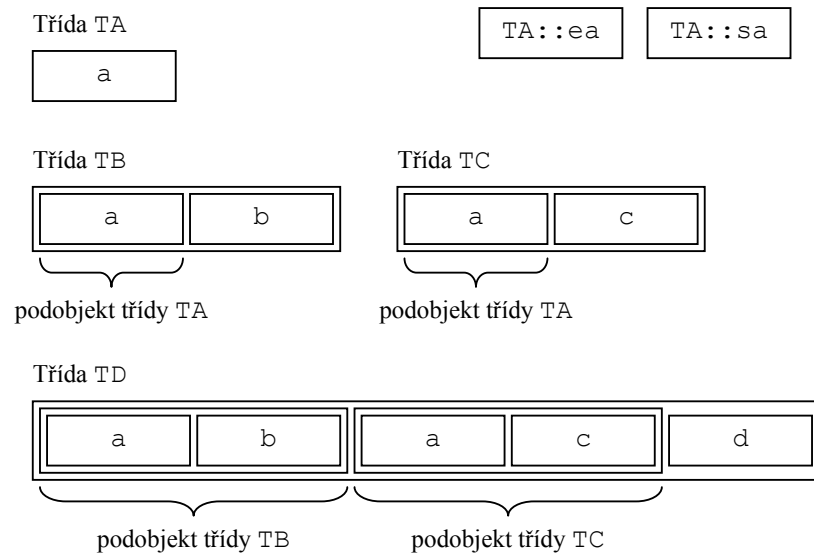 Třída TA
TA::ea TA::sa
a
Třída TB Třída TC
a b a c
podobjekt třídy TA podobjekt třídy TA
Třída TD
a b a c d
podobjekt třídy TB podobjekt třídy TC